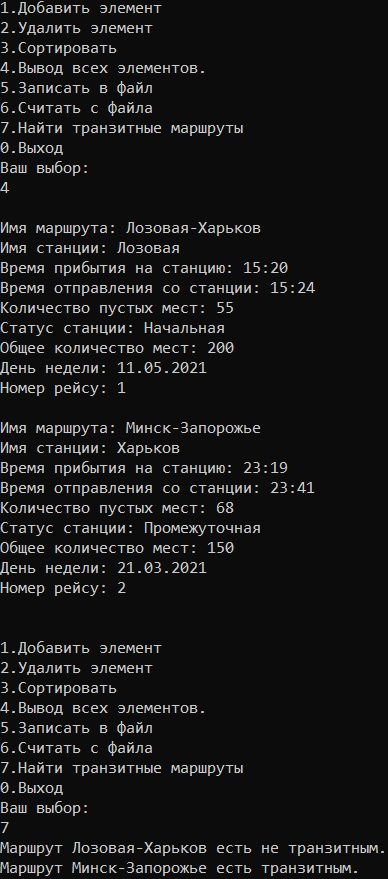 1.Добавить элемент
2.Удалить элемент
3.Сортировать
4.Вывод всех элементов.
5.Записать в файл
6.Считать с файла
7.Найти транзитные маршруты
0.Выход
Ваш выбор:
4
Имя маршрута: Лозовая-Харьков
Имя станции: Лозовая
Время прибытия на станцию: 15:20
Время отправления со станции: 15:24
Количество пустых мест: 55
Статус станции: Начальная
Общее количество мест: 200
День недели: 11.05.2021
Номер рейсу: 1
Имя маршрута: Минск-Запорожье
Имя станции: Харьков
Время прибытия на станцию: 23:19
Время отправления со станции: 23:41
Количество пустых мест: 68
Статус станции: Промежуточная
Общее количество мест: 150
День недели: 21.03.2021
Номер рейсу: 2
1.Добавить элемент
2.Удалить элемент
3.Сортировать
4.Вывод всех элементов.
5.Записать в файл
6.Считать с файла
7.Найти транзитные маршруты
0.Выход
Ваш выбор:
7
Маршрут Лозовая-Харьков есть не транзитным.
Маршрут Минск-Запорожье есть транзитным.